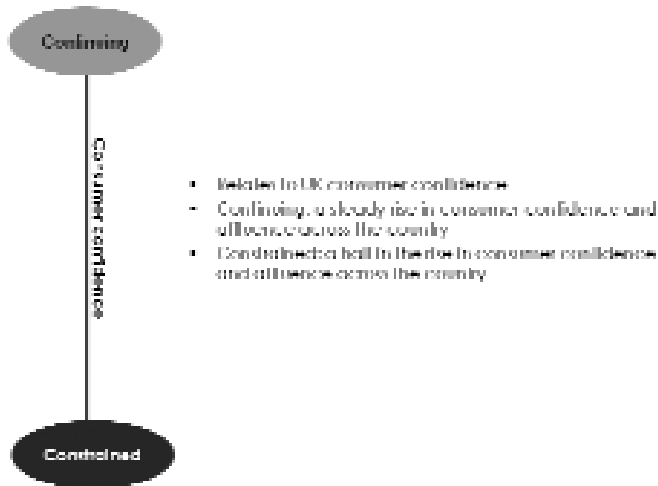 Continuing
Consumer confidence
• Relates to UK consumer confidence
• Continuing: a steady rise in consumer confidence and
affluence across the country
• Constrained: a halt in the rise in consumer confidence
and affluence across the country
Constrained